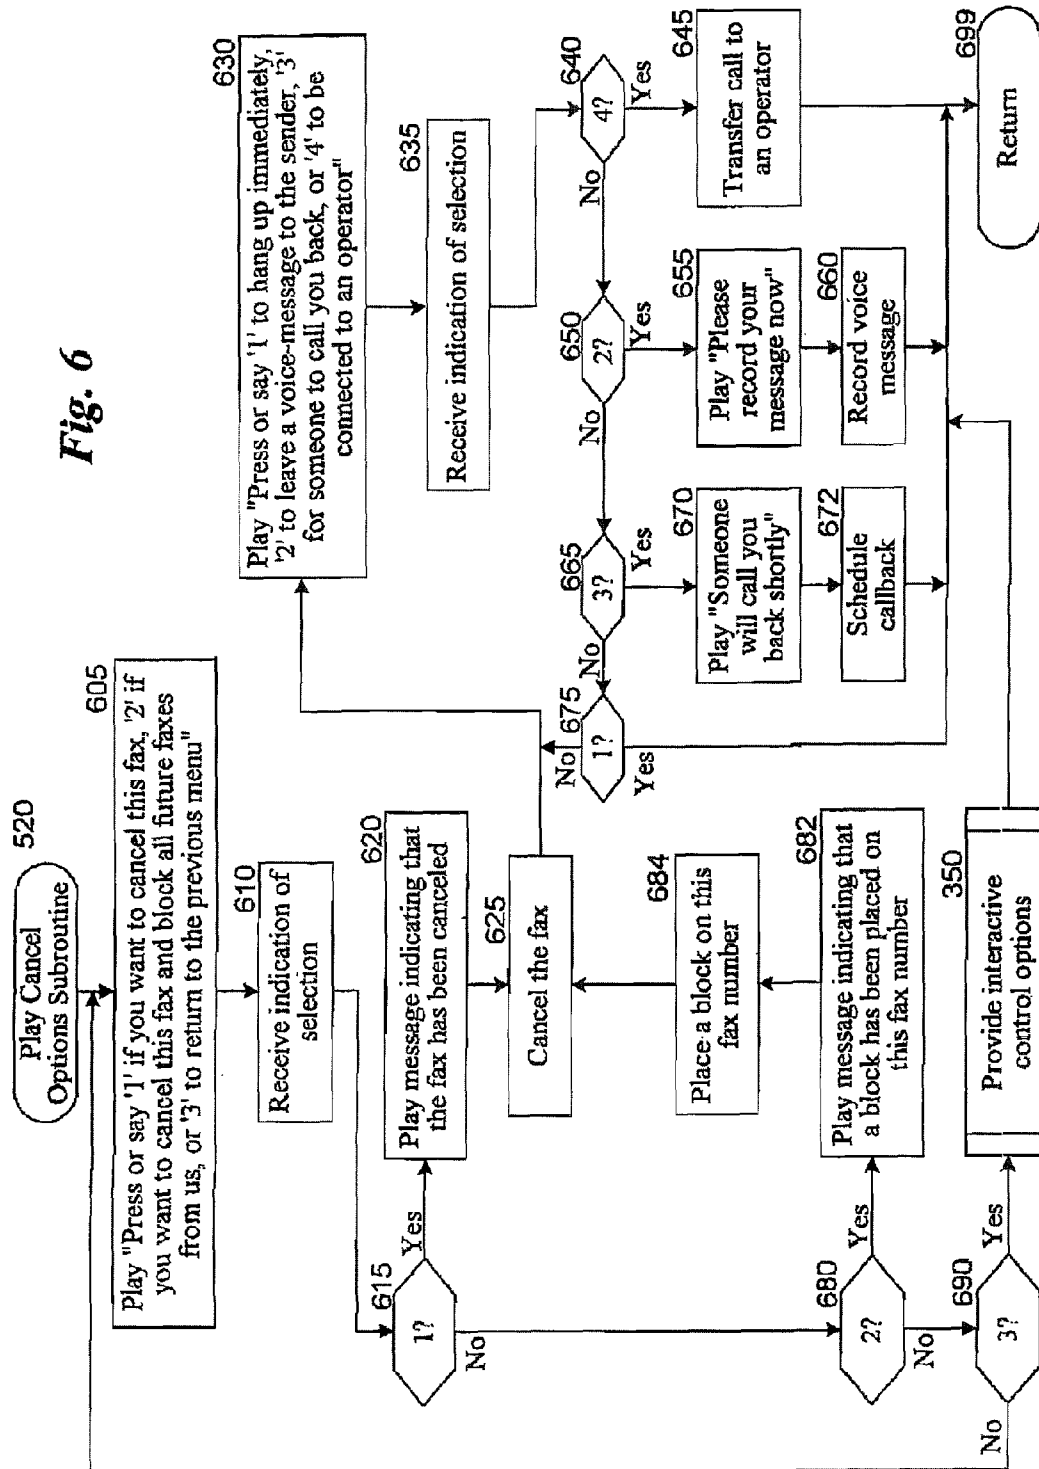 Fig. 6
Play Cancel
Options Subroutine
520
605
Play "Press or say '1' if you want to cancel this fax, '2' if
you want to cancel this fax and block all future faxes
from us, or '3' to return to the previous menu"
610
Receive indication of
selection
615
1?
Yes
No
620
Play message indicating that
the fax has been canceled
625
Cancel the fax
684
Place a block on this
fax number
682
Play message indicating that
a block has been placed on
this fax number
680
2?
Yes
No
690
3?
Yes
No
350
Provide interactive
control options
630
Play "Press or say '1' to hang up immediately,
'2' to leave a voice-message to the sender, '3'
for someone to call you back, or '4' to be
connected to an operator"
635
Receive indication of selection
640
4?
Yes
No
645
Transfer call to
an operator
650
2?
Yes
No
655
Play "Please
record your
message now"
660
Record voice
message
665
3?
Yes
No
670
Play "Someone
will call you
back shortly"
672
Schedule
callback
675
1?
No
Yes
699
Return